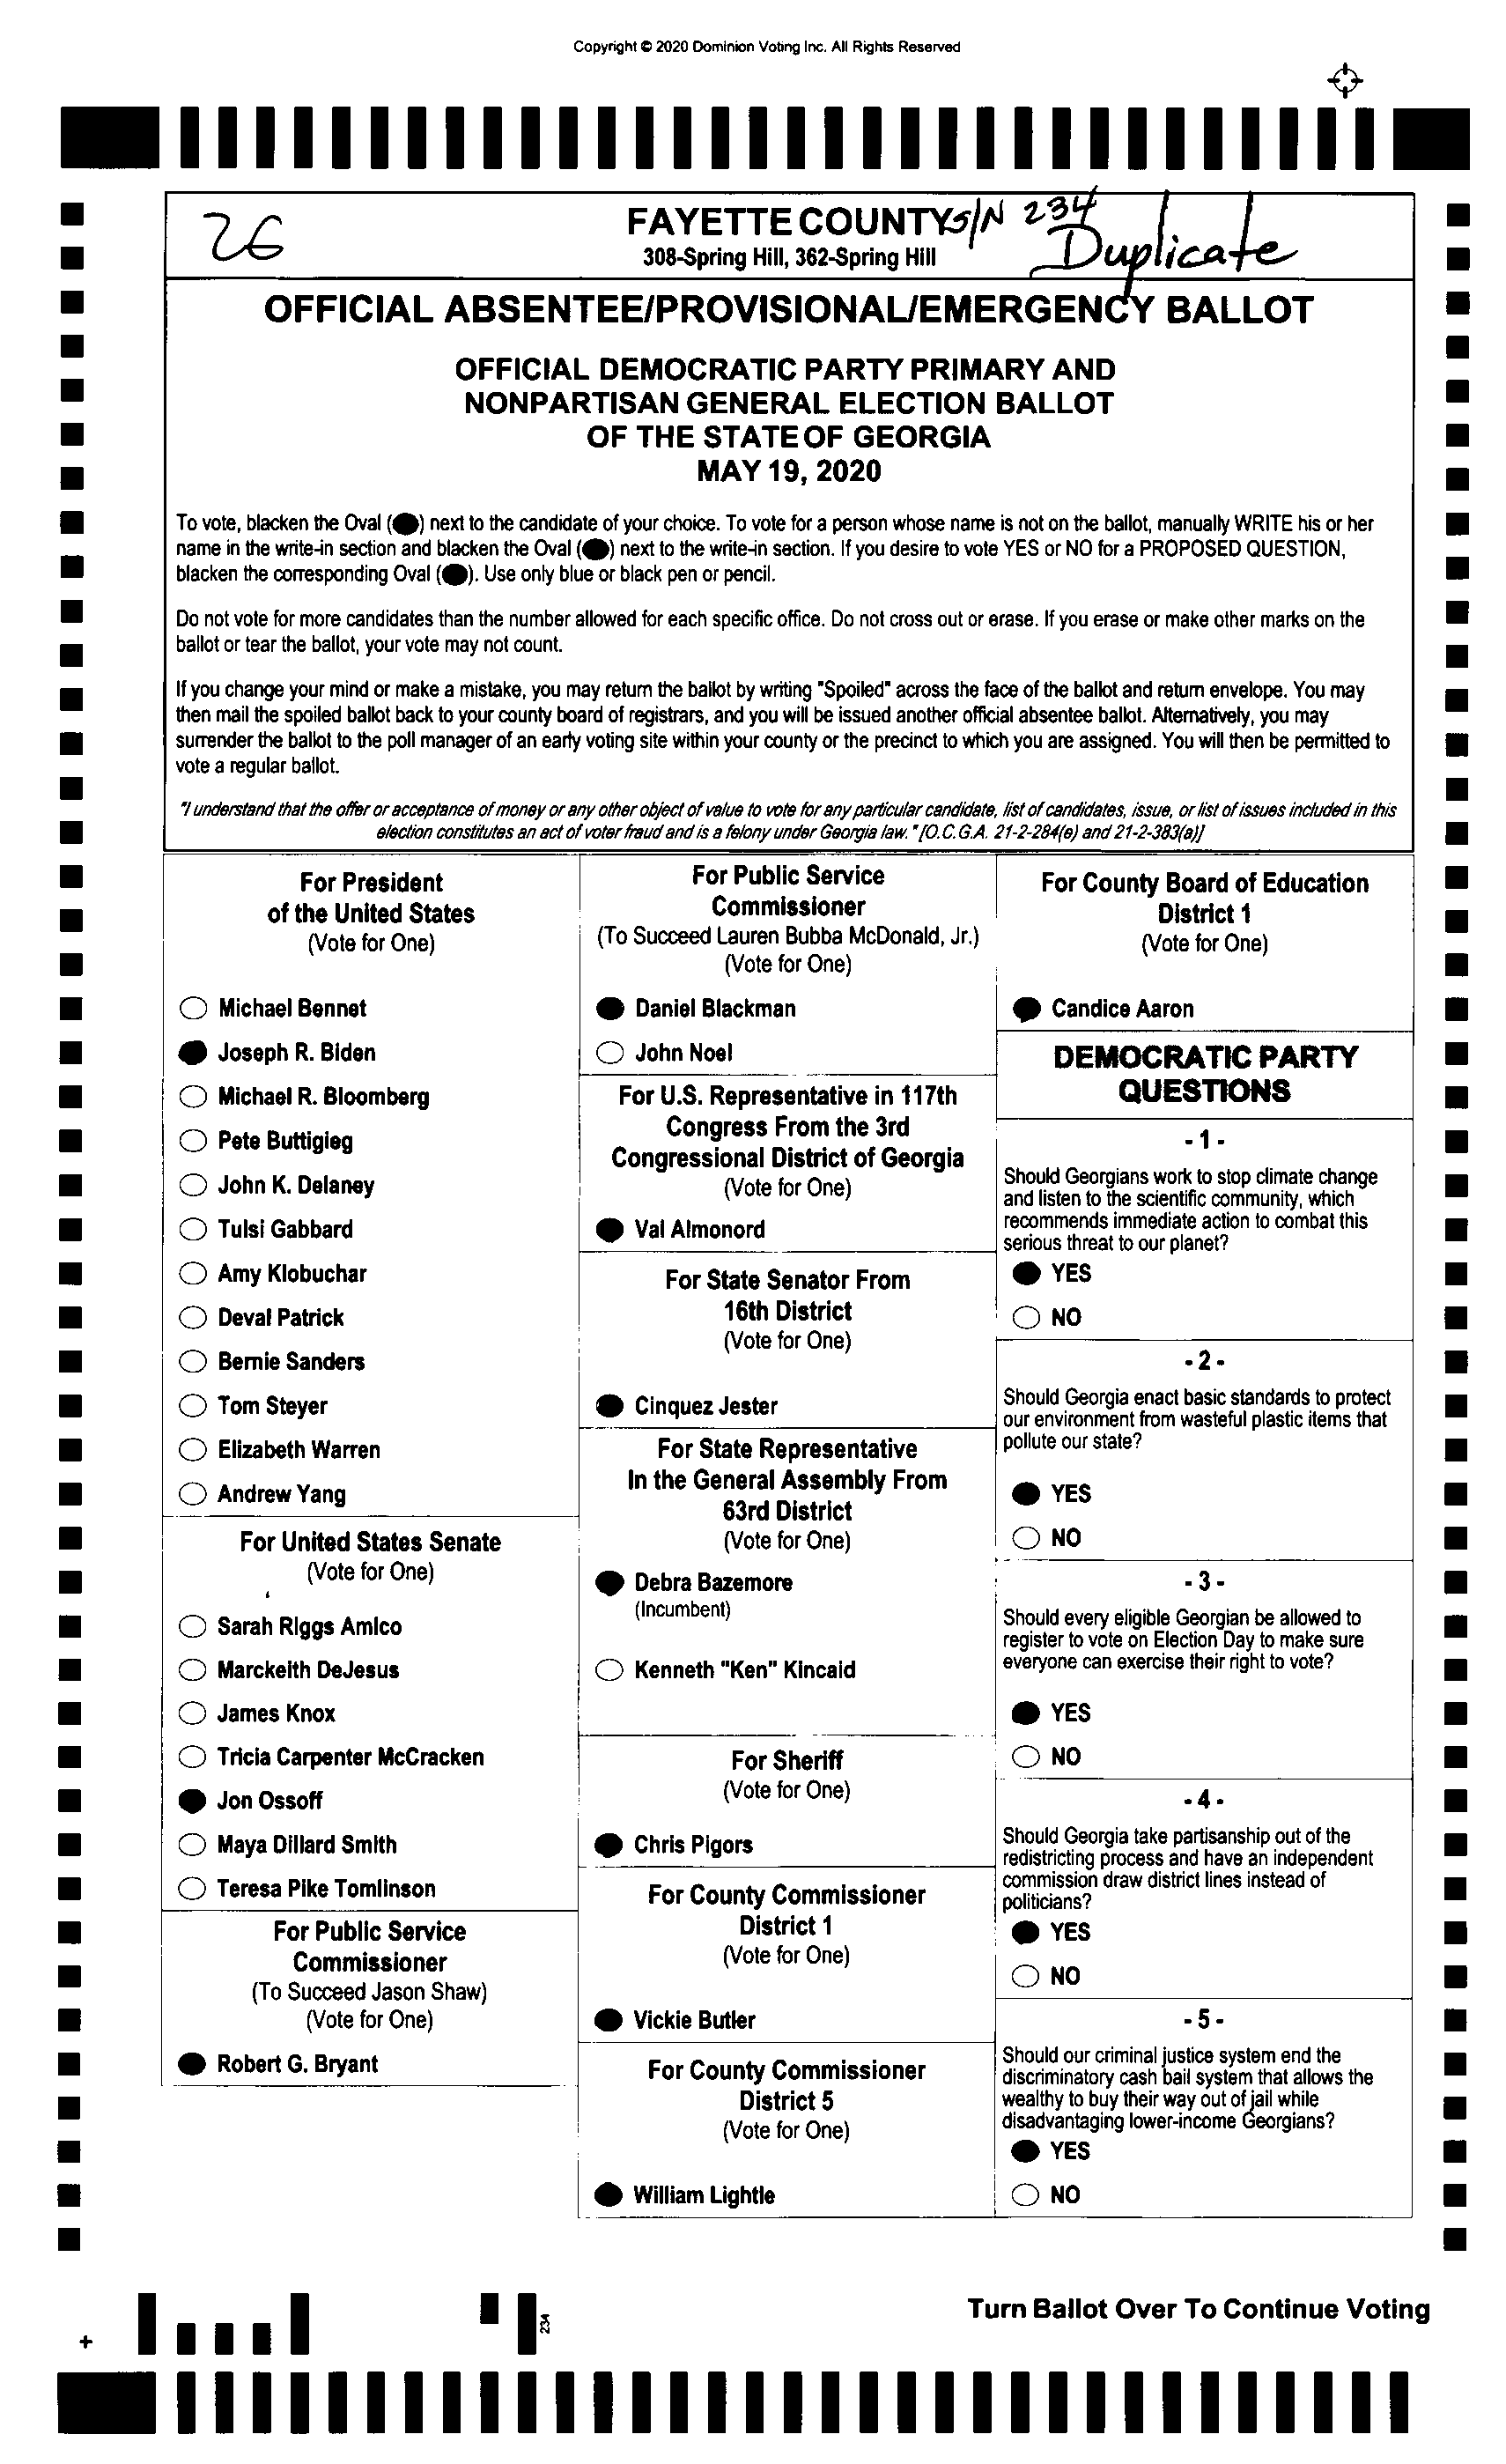 Copyright © 2020 Dominion Voting Inc. All Rights Reserved
26
FAYETTE COUNTY S/N 234
308-Spring Hill, 362-Spring Hill
Duplicate
OFFICIAL ABSENTEE/PROVISIONAL/EMERGENCY BALLOT
OFFICIAL DEMOCRATIC PARTY PRIMARY AND
NONPARTISAN GENERAL ELECTION BALLOT
OF THE STATE OF GEORGIA
MAY 19, 2020
To vote, blacken the Oval (●) next to the candidate of your choice. To vote for a person whose name is not on the ballot, manually WRITE his or her
name in the write-in section and blacken the Oval (●) next to the write-in section. If you desire to vote YES or NO for a PROPOSED QUESTION,
blacken the corresponding Oval (●). Use only blue or black pen or pencil.
Do not vote for more candidates than the number allowed for each specific office. Do not cross out or erase. If you erase or make other marks on the
ballot or tear the ballot, your vote may not count.
If you change your mind or make a mistake, you may return the ballot by writing "Spoiled" across the face of the ballot and return envelope. You may
then mail the spoiled ballot back to your county board of registrars, and you will be issued another official absentee ballot. Alternatively, you may
surrender the ballot to the poll manager of an early voting site within your county or the precinct to which you are assigned. You will then be permitted to
vote a regular ballot.
"I understand that the offer or acceptance of money or any other object of value to vote for any particular candidate, list of candidates, issue, or list of issues included in this
election constitutes an act of voter fraud and is a felony under Georgia law. "[O.C.G.A. 21-2-284(e) and 21-2-383(a)]
For President
of the United States
(Vote for One)
Michael Bennet
Joseph R. Biden
Michael R. Bloomberg
Pete Buttigieg
John K. Delaney
Tulsi Gabbard
Amy Klobuchar
Deval Patrick
Bernie Sanders
Tom Steyer
Elizabeth Warren
Andrew Yang
For United States Senate
(Vote for One)
Sarah Riggs Amico
Marckeith DeJesus
James Knox
Tricia Carpenter McCracken
Jon Ossoff
Maya Dillard Smith
Teresa Pike Tomlinson
For Public Service
Commissioner
(To Succeed Jason Shaw)
(Vote for One)
Robert G. Bryant
For Public Service
Commissioner
(To Succeed Lauren Bubba McDonald, Jr.)
(Vote for One)
Daniel Blackman
John Noel
For U.S. Representative in 117th
Congress From the 3rd
Congressional District of Georgia
(Vote for One)
Val Almonord
For State Senator From
16th District
(Vote for One)
Cinquez Jester
For State Representative
In the General Assembly From
63rd District
(Vote for One)
Debra Bazemore
(Incumbent)
Kenneth "Ken" Kincaid
For Sheriff
(Vote for One)
Chris Pigors
For County Commissioner
District 1
(Vote for One)
Vickie Butler
For County Commissioner
District 5
(Vote for One)
William Lightle
For County Board of Education
District 1
(Vote for One)
Candice Aaron
DEMOCRATIC PARTY
QUESTIONS
- 1 -
Should Georgians work to stop climate change
and listen to the scientific community, which
recommends immediate action to combat this
serious threat to our planet?
YES
NO
- 2 -
Should Georgia enact basic standards to protect
our environment from wasteful plastic items that
pollute our state?
YES
NO
- 3 -
Should every eligible Georgian be allowed to
register to vote on Election Day to make sure
everyone can exercise their right to vote?
YES
NO
- 4 -
Should Georgia take partisanship out of the
redistricting process and have an independent
commission draw district lines instead of
politicians?
YES
NO
- 5 -
Should our criminal justice system end the
discriminatory cash bail system that allows the
wealthy to buy their way out of jail while
disadvantaging lower-income Georgians?
YES
NO
Turn Ballot Over To Continue Voting
234